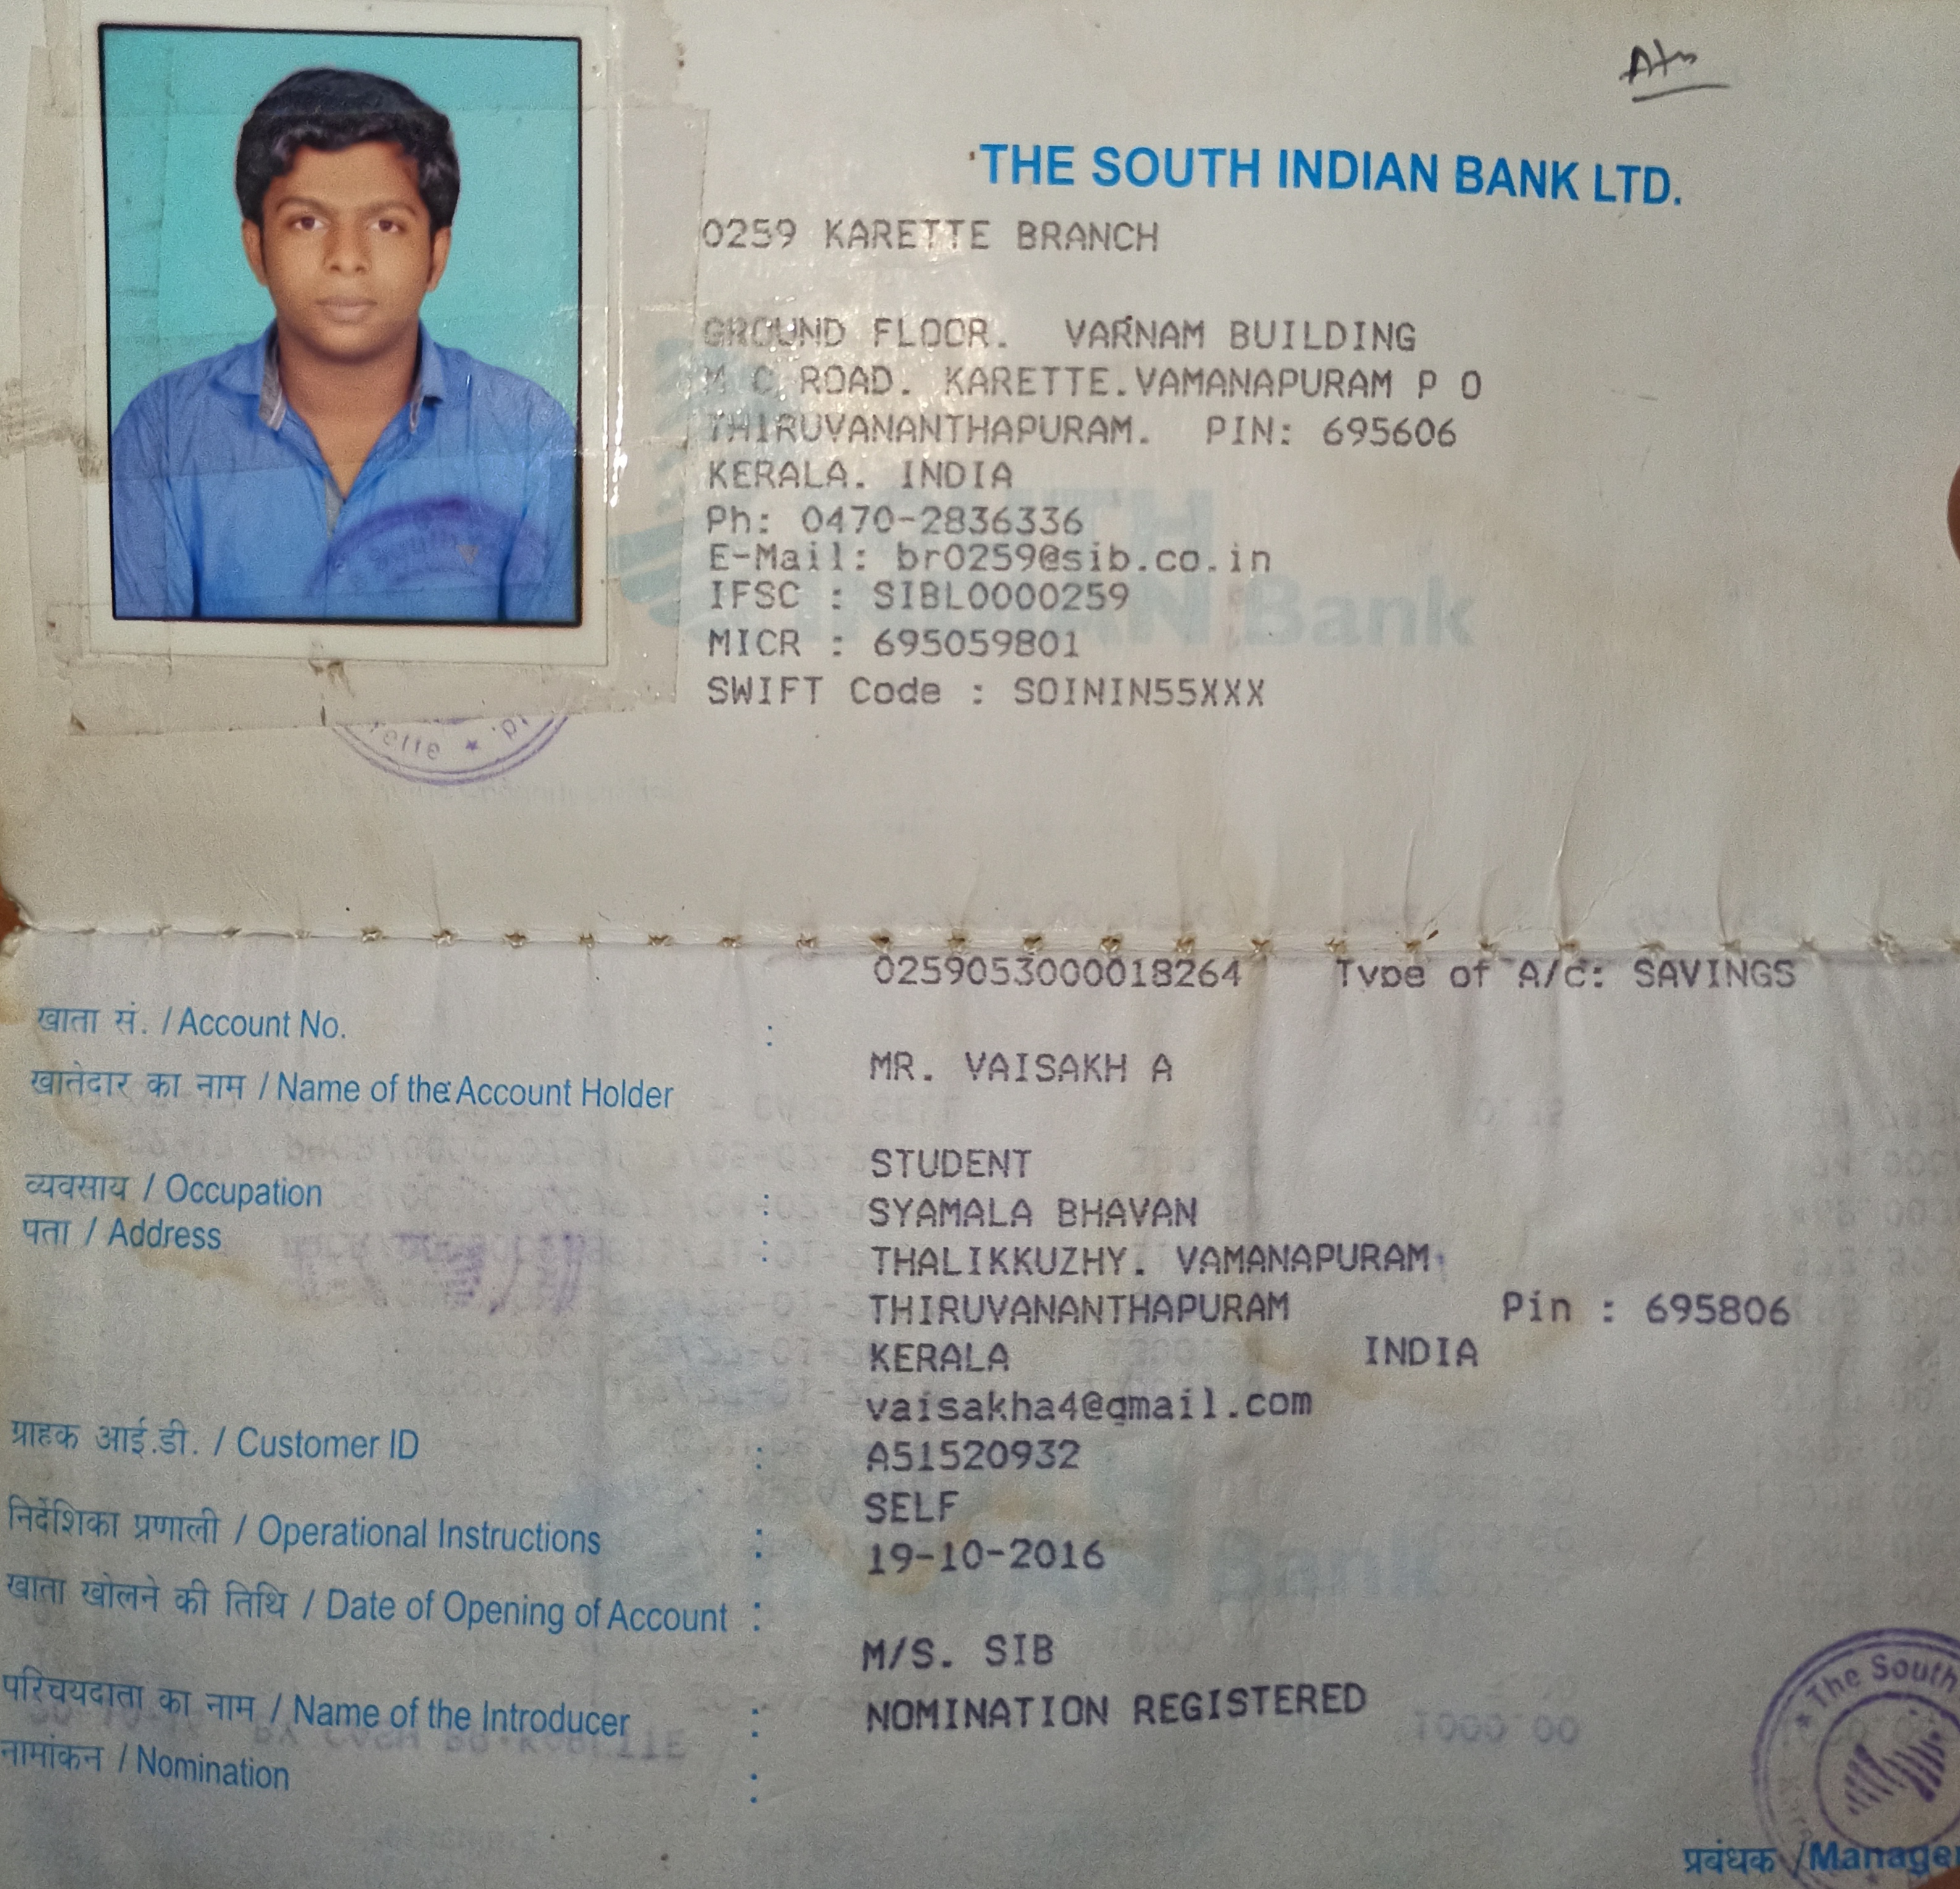 THE SOUTH INDIAN BANK LTD.
0259 KARETTE BRANCH
GROUND FLOOR. VARNAM BUILDING
M C ROAD. KARETTE.VAMANAPURAM P O
THIRUVANANTHAPURAM. PIN: 695606
KERALA. INDIA
Ph: 0470-2836336
E-Mail: br0259@sib.co.in
IFSC : SIBL0000259
MICR : 695059801
SWIFT Code : SOININ55XXX
SOUTH
INDIAN Bank
0259053000018264 Type of A/c: SAVINGS
खाता सं. / Account No. :
MR. VAISAKH A
खातेदार का नाम / Name of the Account Holder
STUDENT
व्यवसाय / Occupation :
SYAMALA BHAVAN
पता / Address :
THALIKKUZHY. VAMANAPURAM
THIRUVANANTHAPURAM Pin : 695806
KERALA INDIA
vaisakha4@gmail.com
ग्राहक आई.डी. / Customer ID : A51520932
SELF
निर्देशिका प्रणाली / Operational Instructions :
19-10-2016
खाता खोलने की तिथि / Date of Opening of Account :
M/S. SIB
परिचयदाता का नाम / Name of the Introducer :
NOMINATION REGISTERED
नामांकन / Nomination :
The South
प्रबंधक / Manager